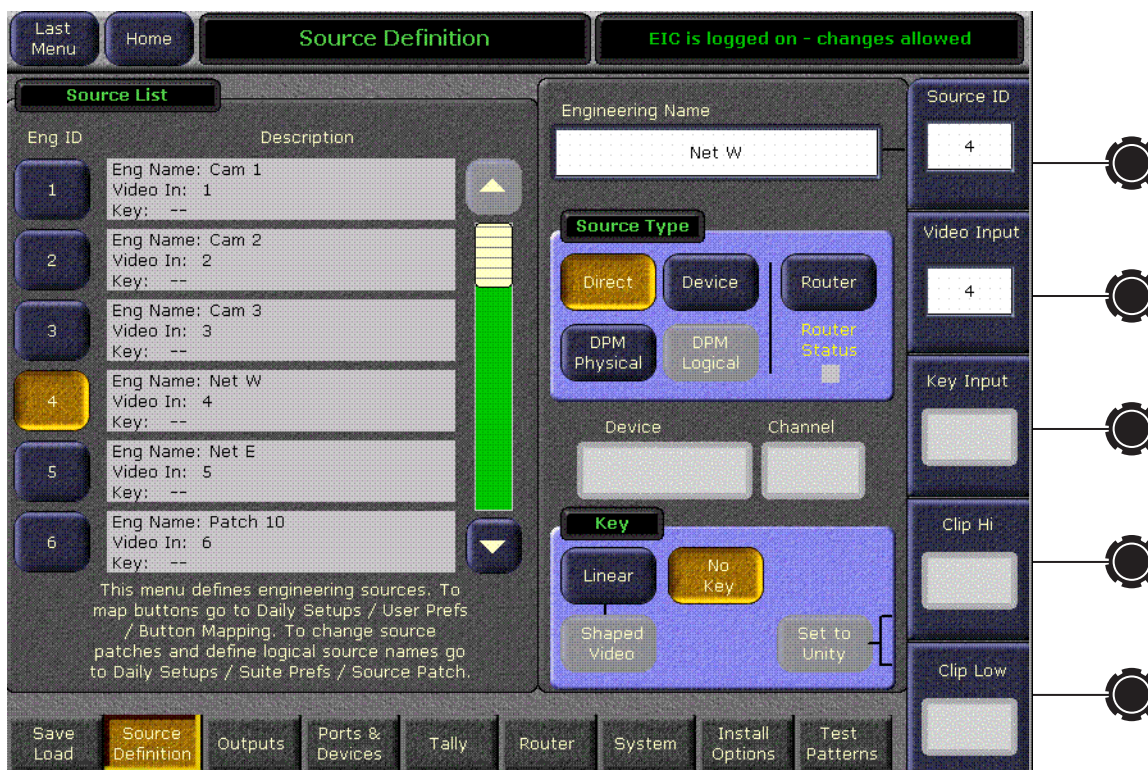 Last
Menu
Home
Source Definition
EIC is logged on - changes allowed
Source List
Eng ID
Description
1
Eng Name: Cam 1
Video In: 1
Key: --
2
Eng Name: Cam 2
Video In: 2
Key: --
3
Eng Name: Cam 3
Video In: 3
Key: --
4
Eng Name: Net W
Video In: 4
Key: --
5
Eng Name: Net E
Video In: 5
Key: --
6
Eng Name: Patch 10
Video In: 6
Key: --
This menu defines engineering sources. To
map buttons go to Daily Setups / User Prefs
/ Button Mapping. To change source
patches and define logical source names go
to Daily Setups / Suite Prefs / Source Patch.
Engineering Name
Net W
Source Type
Direct
Device
Router
DPM
Physical
DPM
Logical
Router
Status
Device
Channel
Key
Linear
No
Key
Shaped
Video
Set to
Unity
Source ID
4
Video Input
4
Key Input
Clip Hi
Clip Low
Save
Load
Source
Definition
Outputs
Ports &
Devices
Tally
Router
System
Install
Options
Test
Patterns